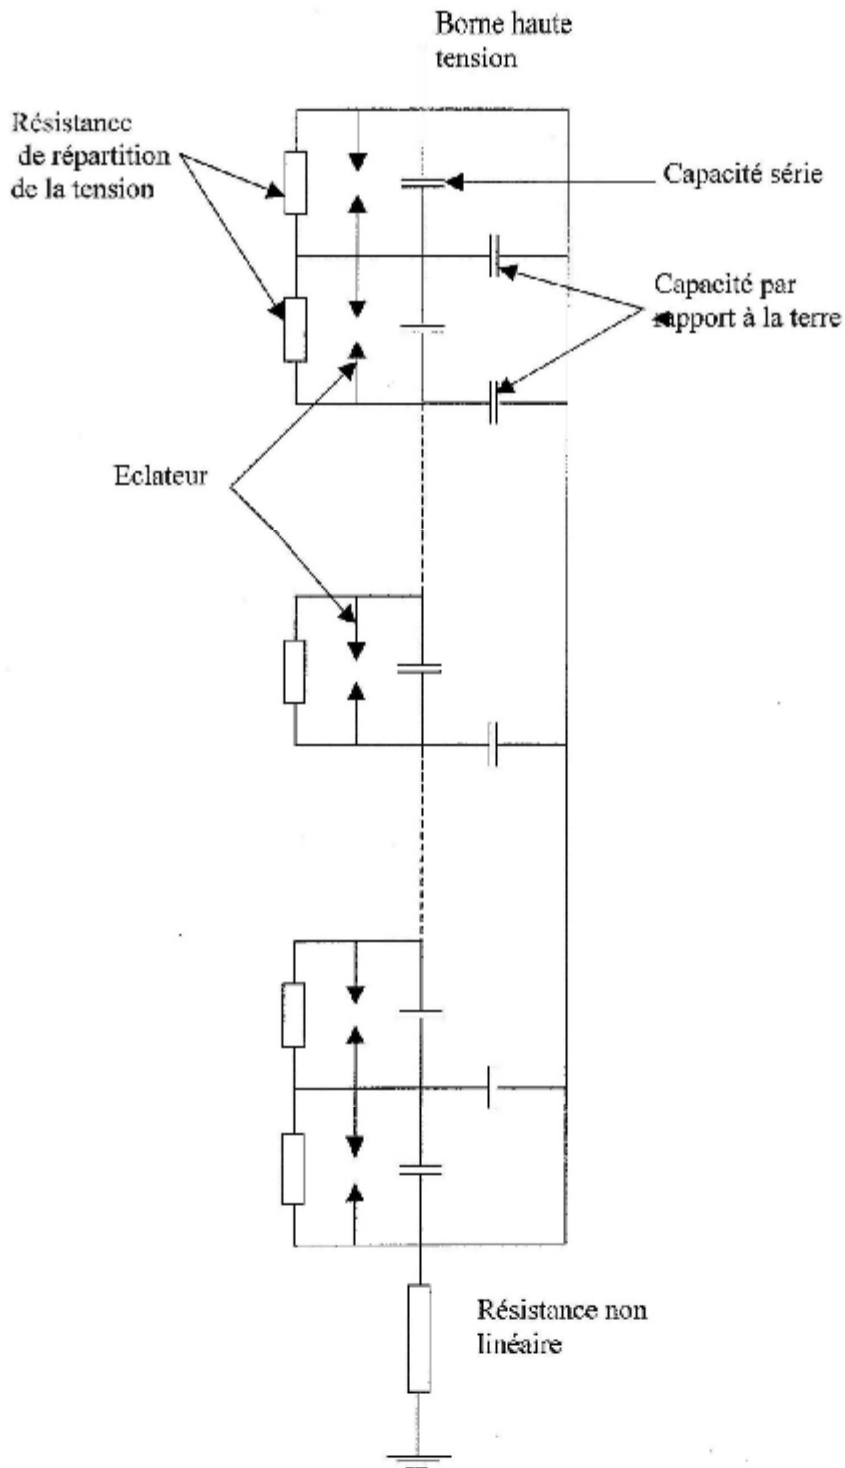 Borne haute
tension
Résistance
de répartition
de la tension
Capacité série
Capacité par
rapport à la terre
Eclateur
Résistance non
linéaire